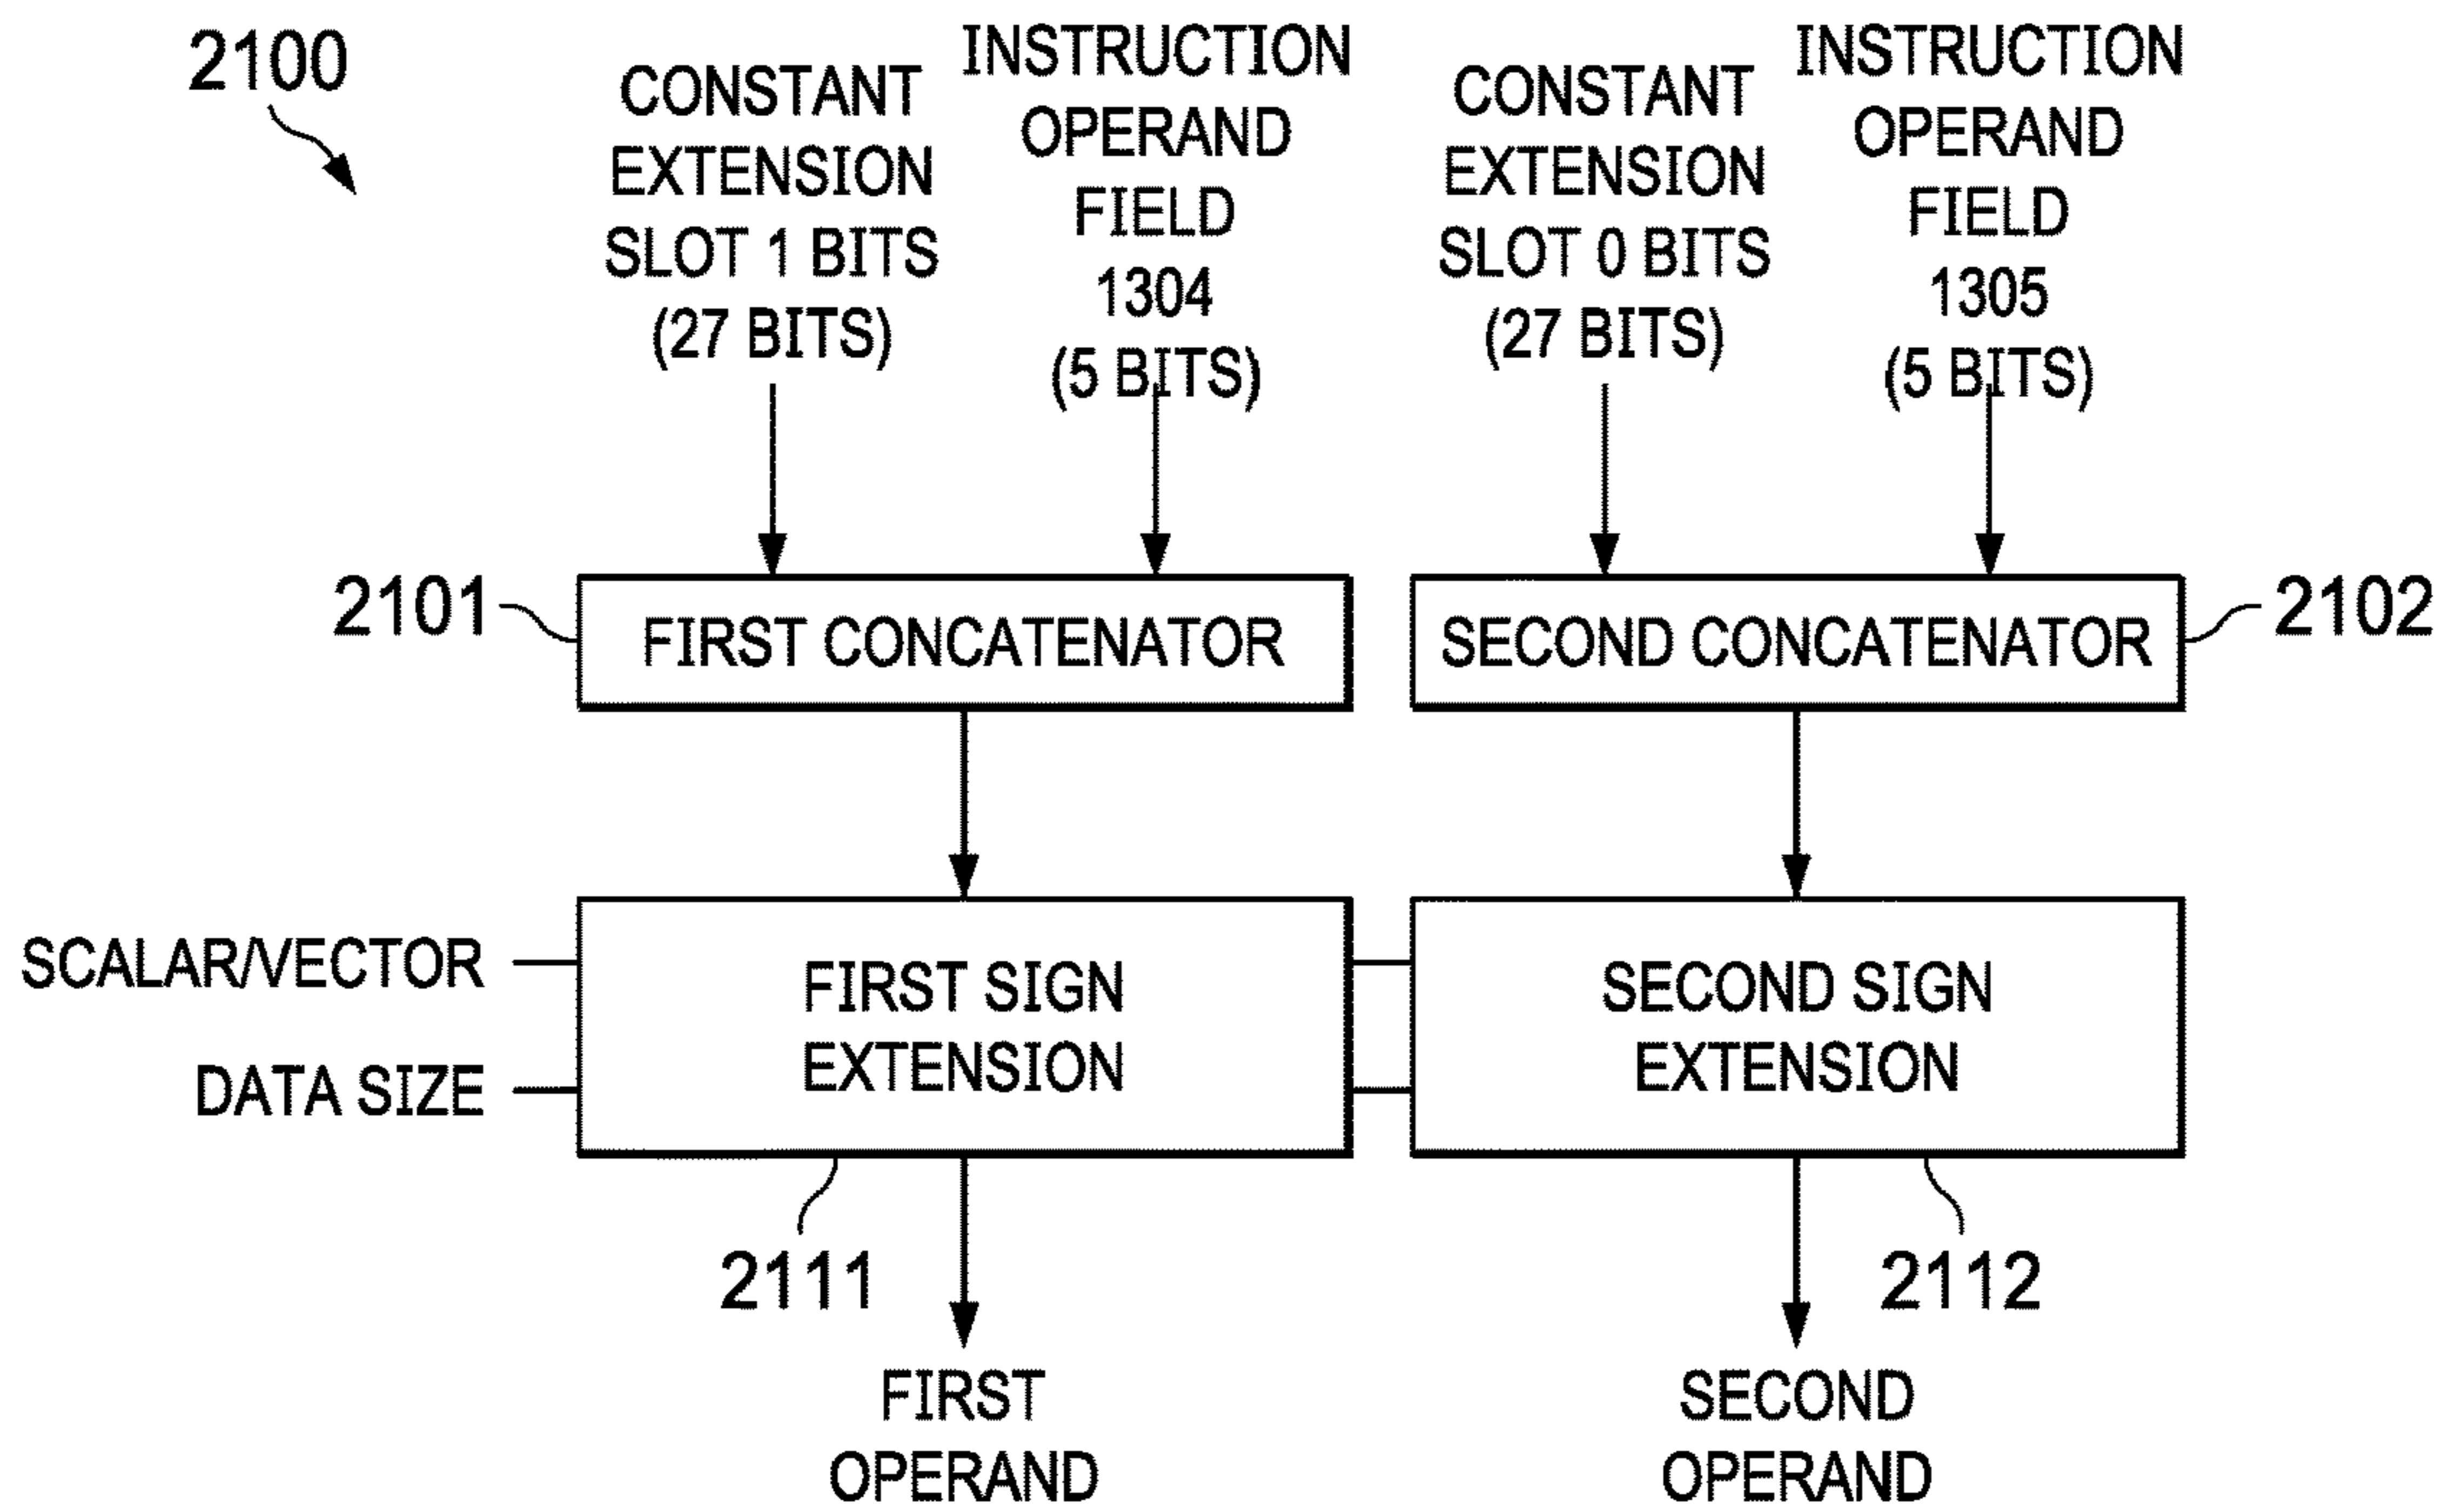 2100
CONSTANT
EXTENSION
SLOT 1 BITS
(27 BITS)
INSTRUCTION
OPERAND
FIELD
1304
(5 BITS)
CONSTANT
EXTENSION
SLOT 0 BITS
(27 BITS)
INSTRUCTION
OPERAND
FIELD
1305
(5 BITS)
2101
FIRST CONCATENATOR
SECOND CONCATENATOR
2102
SCALAR/VECTOR
DATA SIZE
FIRST SIGN
EXTENSION
SECOND SIGN
EXTENSION
2111
2112
FIRST
OPERAND
SECOND
OPERAND